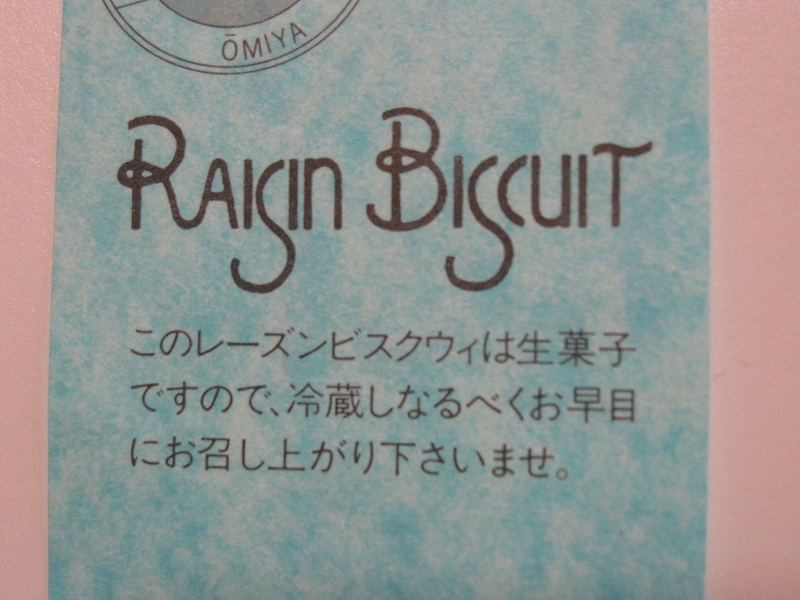 ŌMIYA
RAISIN BISCUIT
このレーズンビスクウィは生菓子
ですので、冷蔵しなるべくお早目
にお召し上がり下さいませ。